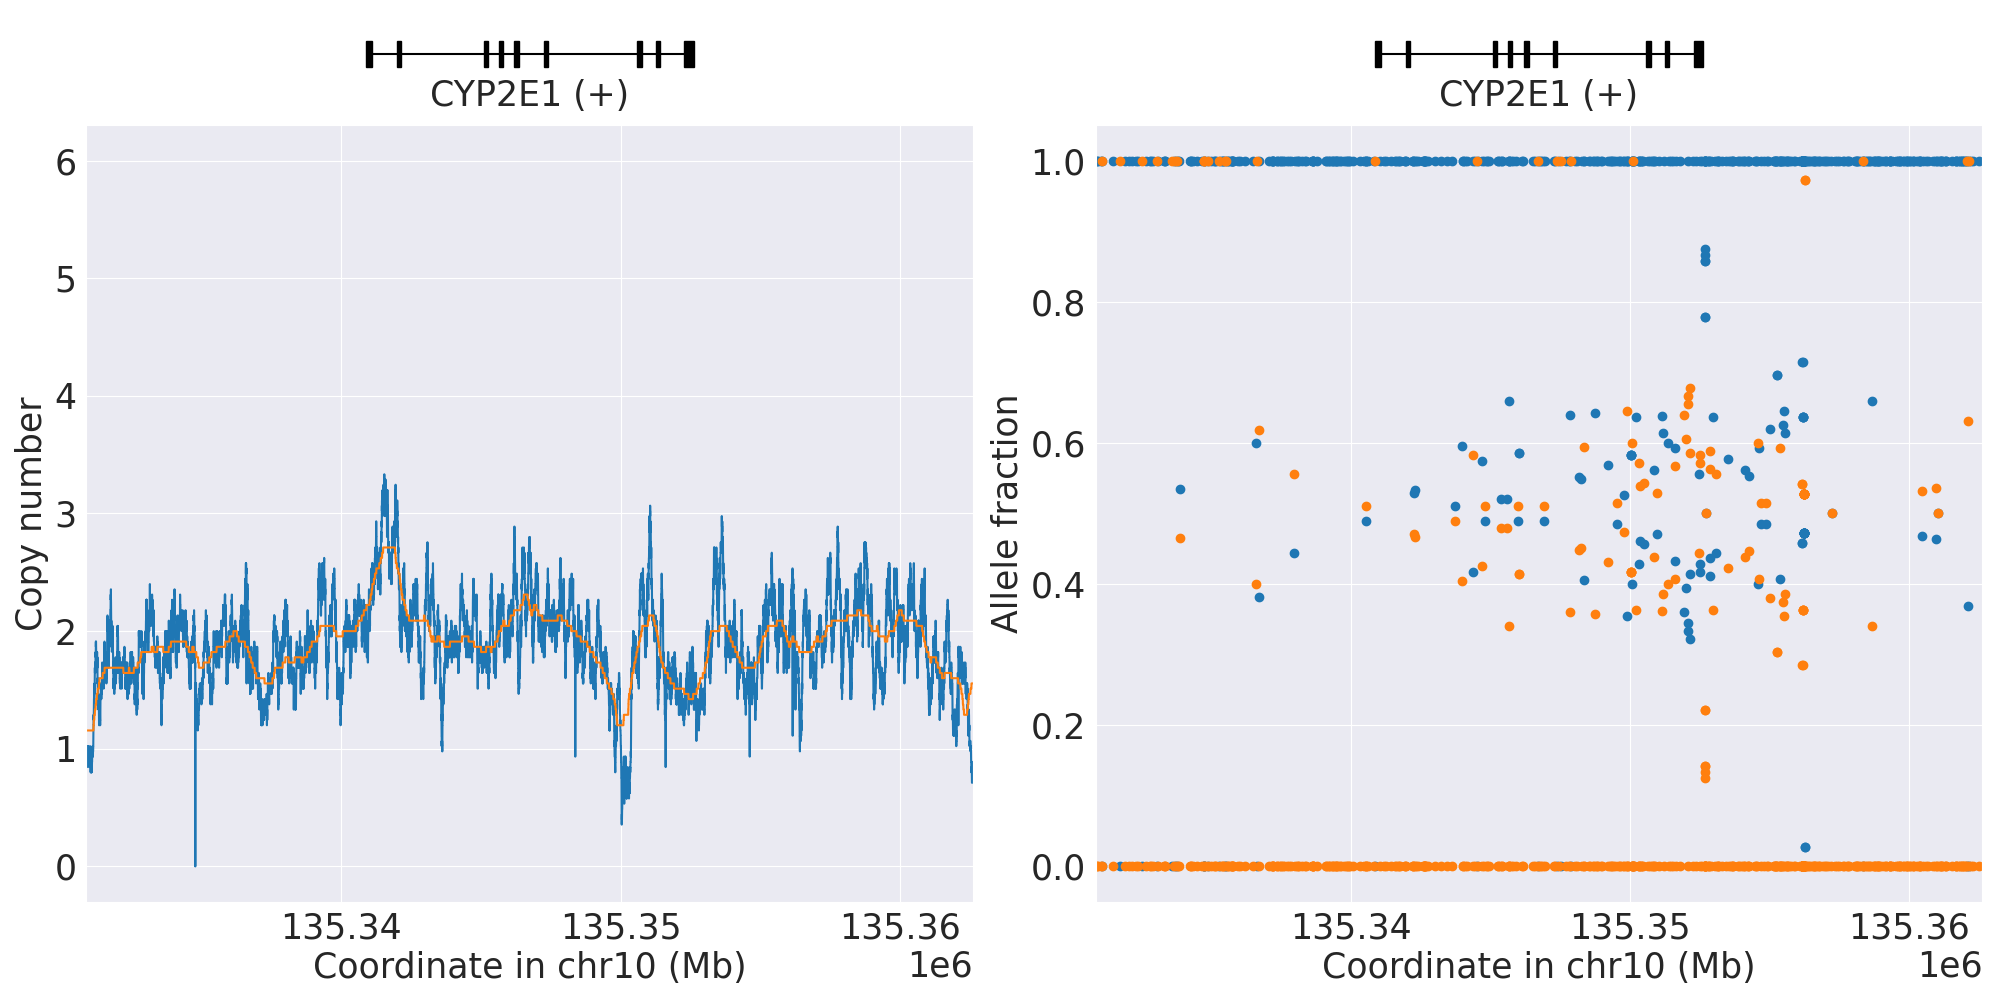 CYP2E1 (+)
6
5
4
3
2
1
0
Copy number
135.34 135.35 135.36
Coordinate in chr10 (Mb)
1e6
CYP2E1 (+)
1.0
0.8
0.6
0.4
0.2
0.0
Allele fraction
135.34 135.35 135.36
Coordinate in chr10 (Mb)
1e6